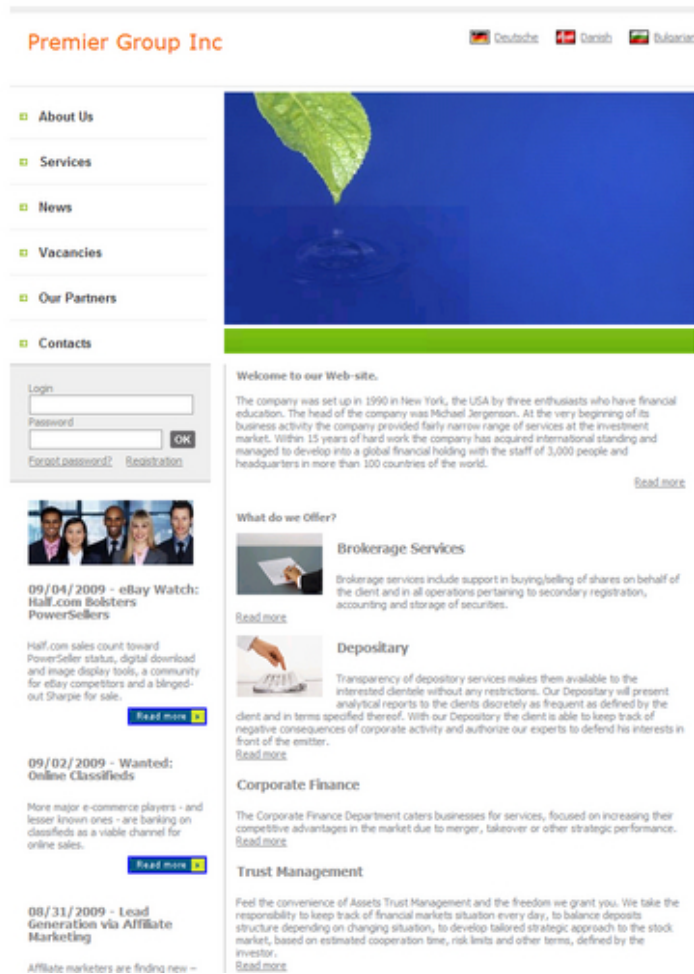 Premier Group Inc
Deutsche
Danish
Bulgarian
About Us
Services
News
Vacancies
Our Partners
Contacts
Login
Password
OK
Forgot password? Registration
09/04/2009 - eBay Watch:
Half.com Bolsters
PowerSellers
Half.com sales count toward
PowerSeller status, digital download
and image display tools, a community
for eBay competitors and a blinged-
out Sharpie for sale.
Read more
09/02/2009 - Wanted:
Online Classifieds
More major e-commerce players - and
lesser known ones - are banking on
classifieds as a viable channel for
online sales.
Read more
08/31/2009 - Lead
Generation via Affiliate
Marketing
Affiliate marketers are finding new –
Welcome to our Web-site.
The company was set up in 1990 in New York, the USA by three enthusiasts who have financial
education. The head of the company was Michael Jergenson. At the very beginning of its
business activity the company provided fairly narrow range of services at the investment
market. Within 15 years of hard work the company has acquired international standing and
managed to develop into a global financial holding with the staff of 3,000 people and
headquarters in more than 100 countries of the world.
Read more
What do we Offer?
Brokerage Services
Brokerage services include support in buying/selling of shares on behalf of
the client and in all operations pertaining to secondary registration,
accounting and storage of securities.
Read more
Depositary
Transparency of depository services makes them available to the
interested clientele without any restrictions. Our Depositary will present
analytical reports to the clients discretely as frequent as defined by the
client and in terms specified thereof. With our Depository the client is able to keep track of
negative consequences of corporate activity and authorize our experts to defend his interests in
front of the emitter.
Read more
Corporate Finance
The Corporate Finance Department caters businesses for services, focused on increasing their
competitive advantages in the market due to merger, takeover or other strategic performance.
Read more
Trust Management
Feel the convenience of Assets Trust Management and the freedom we grant you. We take the
responsibility to keep track of financial markets situation every day, to balance deposits
structure depending on changing situation, to develop tailored strategic approach to the stock
market, based on estimated cooperation time, risk limits and other terms, defined by the
investor.
Read more